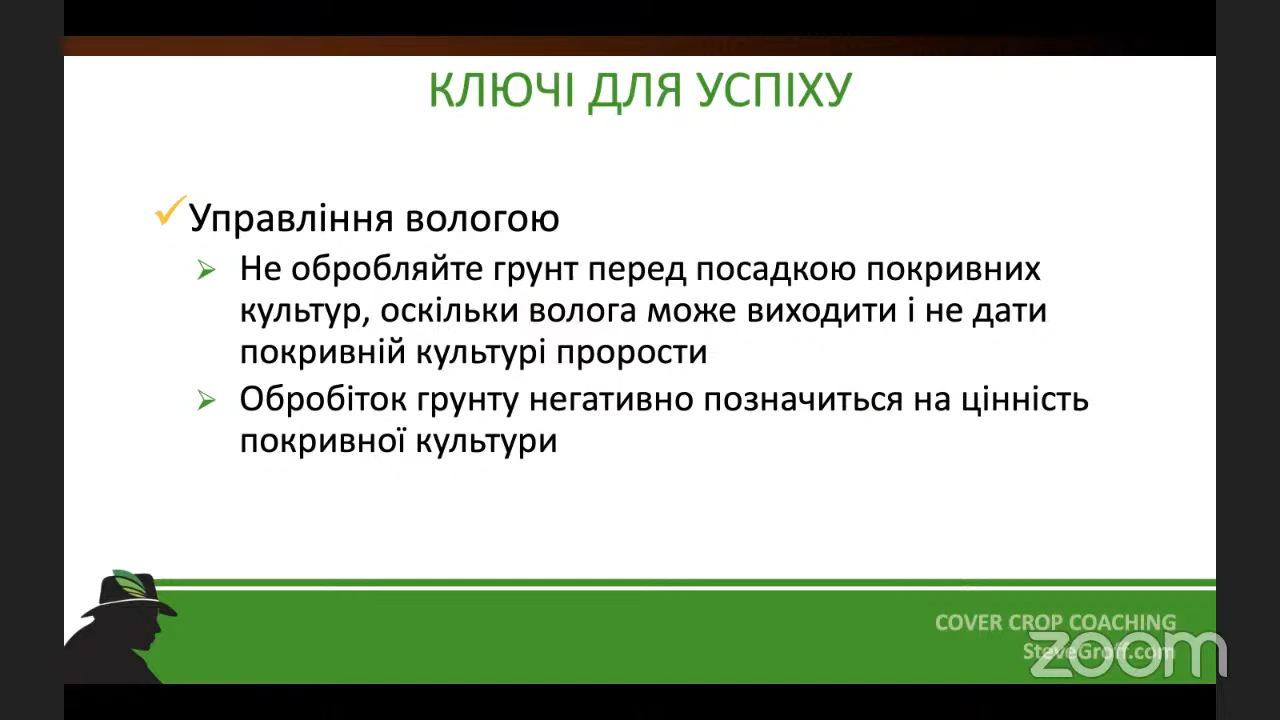 КЛЮЧІ ДЛЯ УСПІХУ
Управління вологою
Не обробляйте грунт перед посадкою покривних
культур, оскільки волога може виходити і не дати
покривній культурі прорости
Обробіток грунту негативно позначиться на цінність
покривної культури
COVER CROP COACHING
SteveGroff.com
zoom